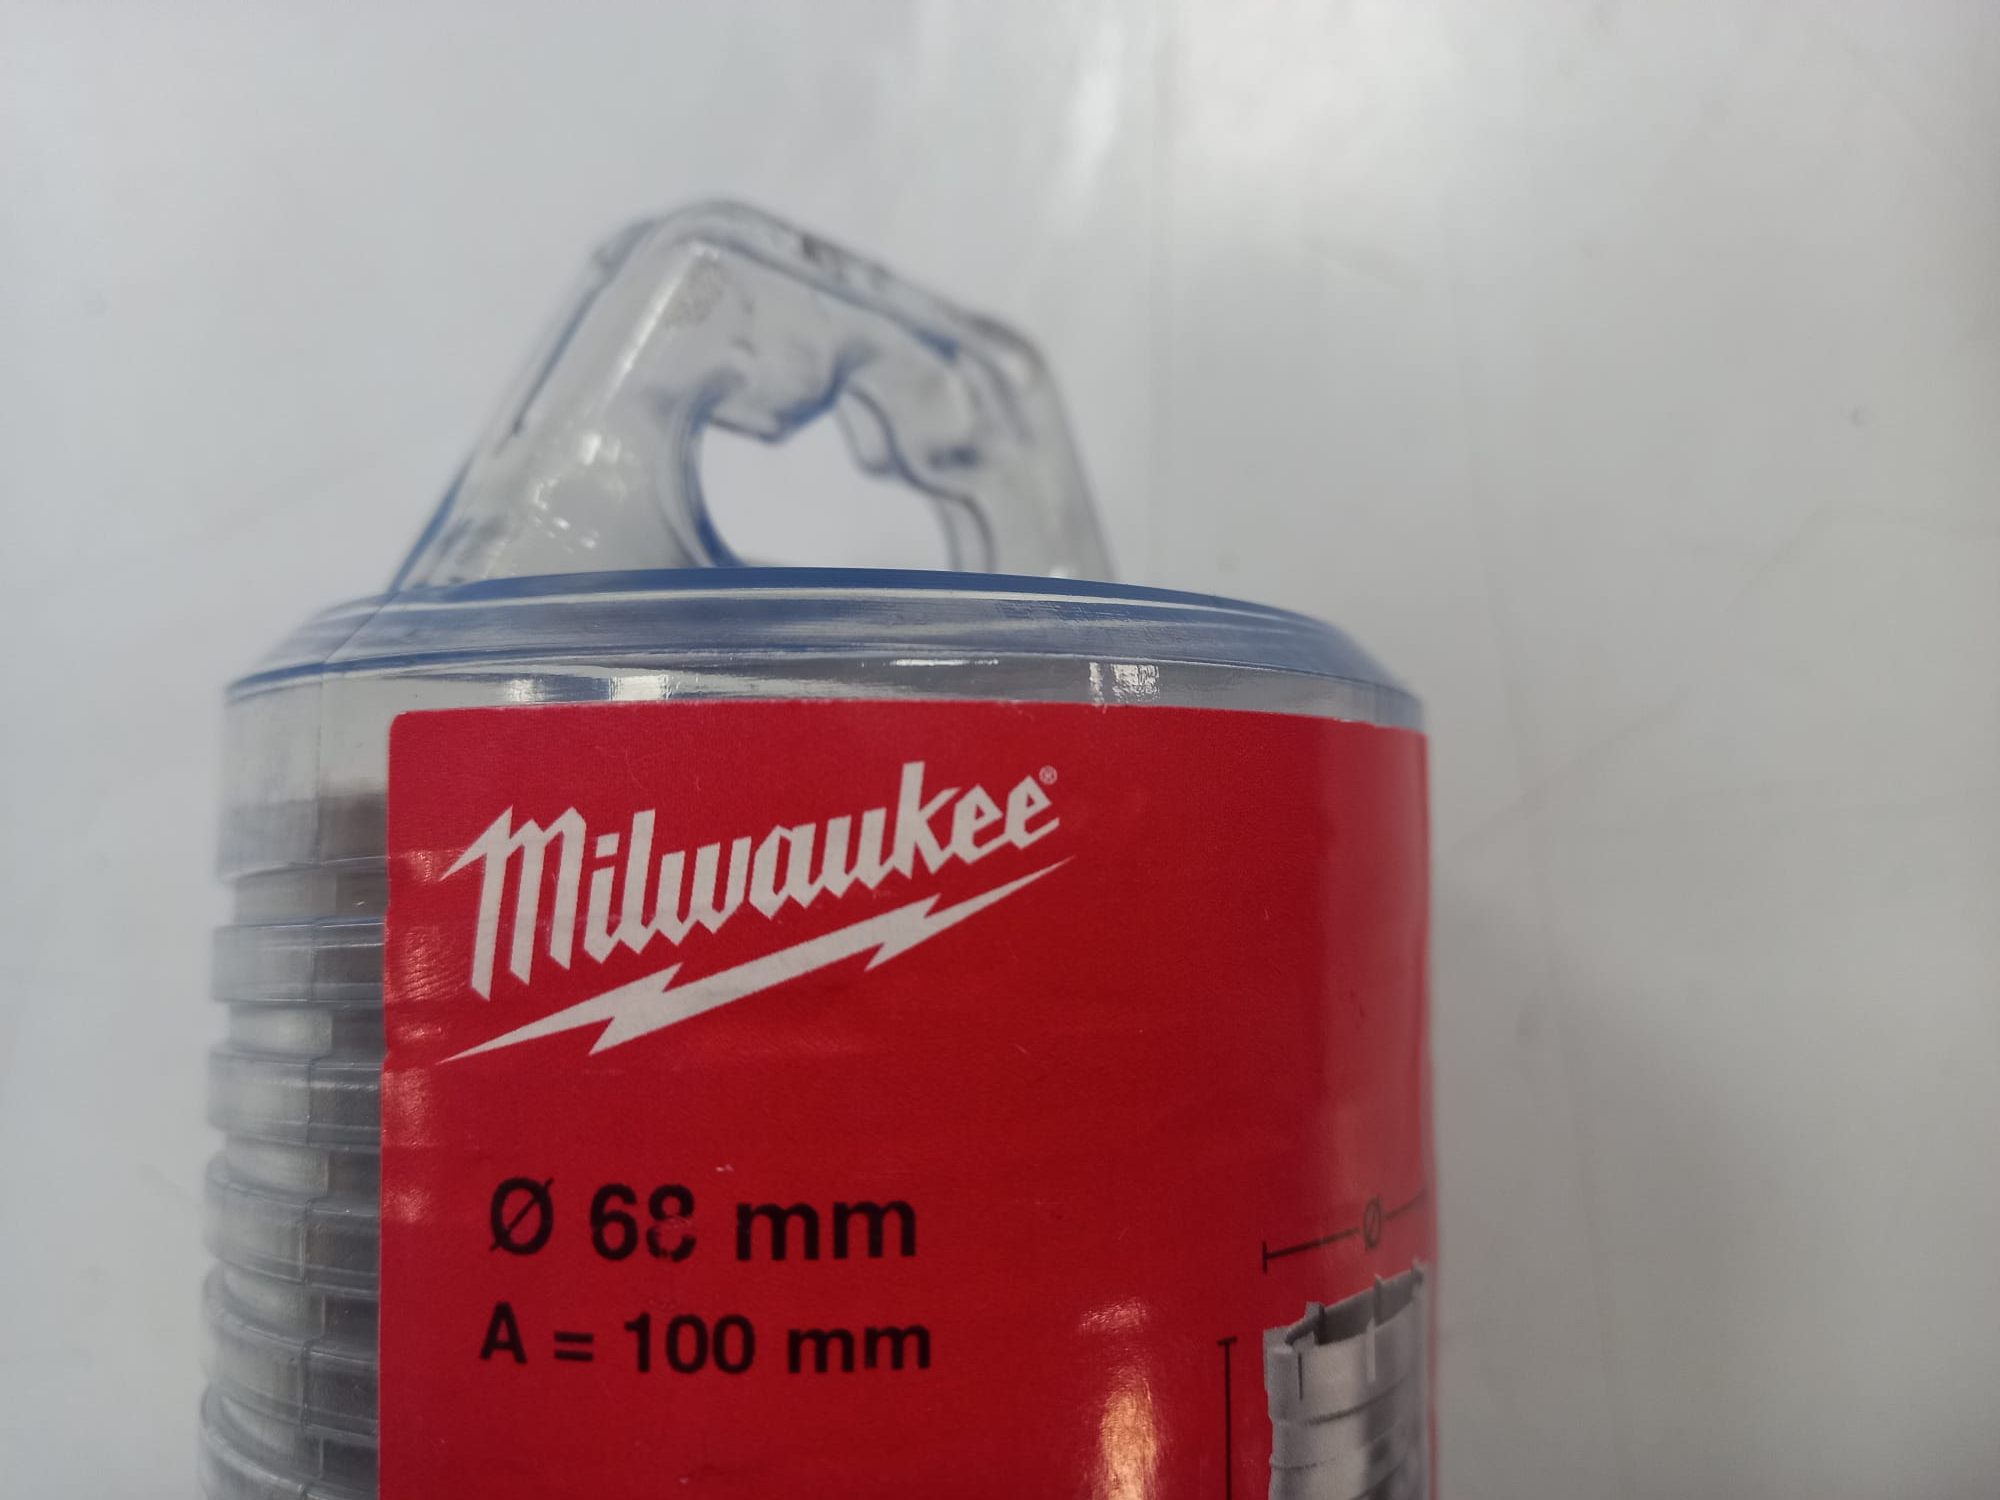 Milwaukee®
Ø 68 mm
A = 100 mm
Ø